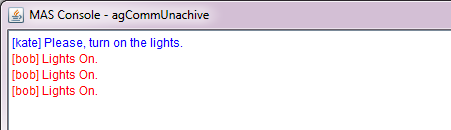 MAS Console - agCommUnachive
[kate] Please, turn on the lights.
[bob] Lights On.
[bob] Lights On.
[bob] Lights On.